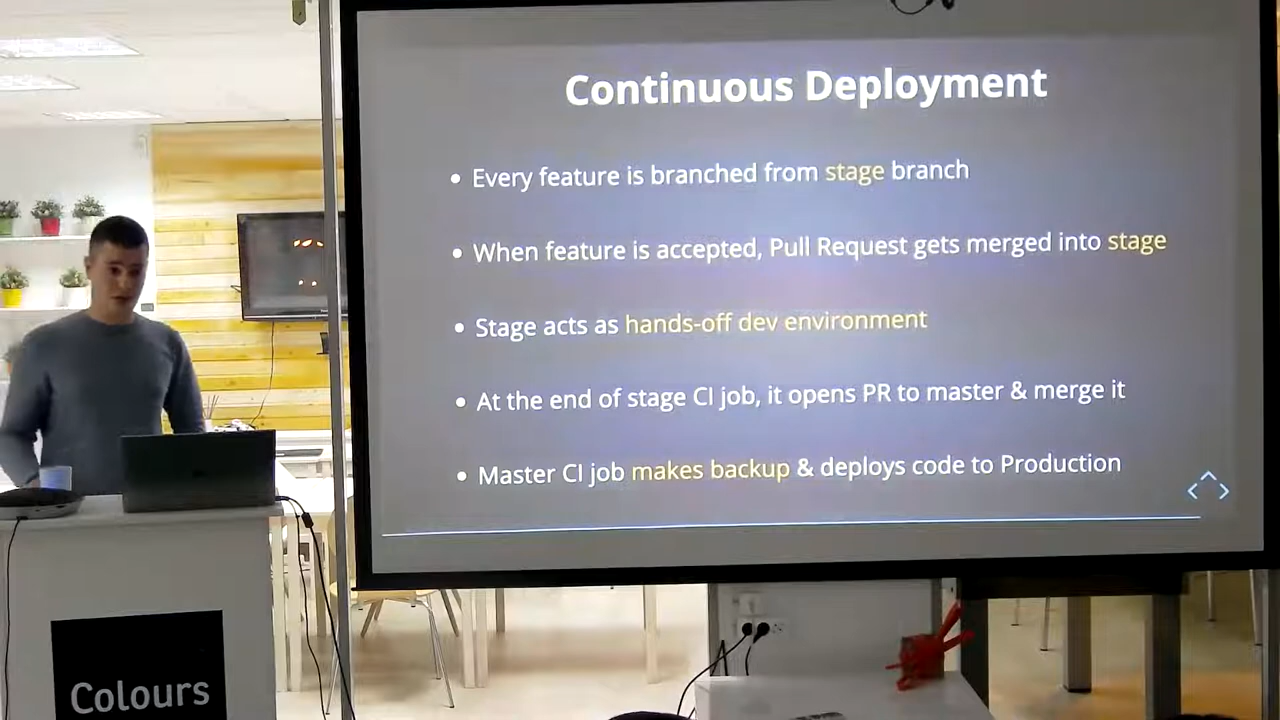 Continuous Deployment
• Every feature is branched from stage branch
• When feature is accepted, Pull Request gets merged into stage
• Stage acts as hands-off dev environment
• At the end of stage CI job, it opens PR to master & merge it
• Master CI job makes backup & deploys code to Production
Colours